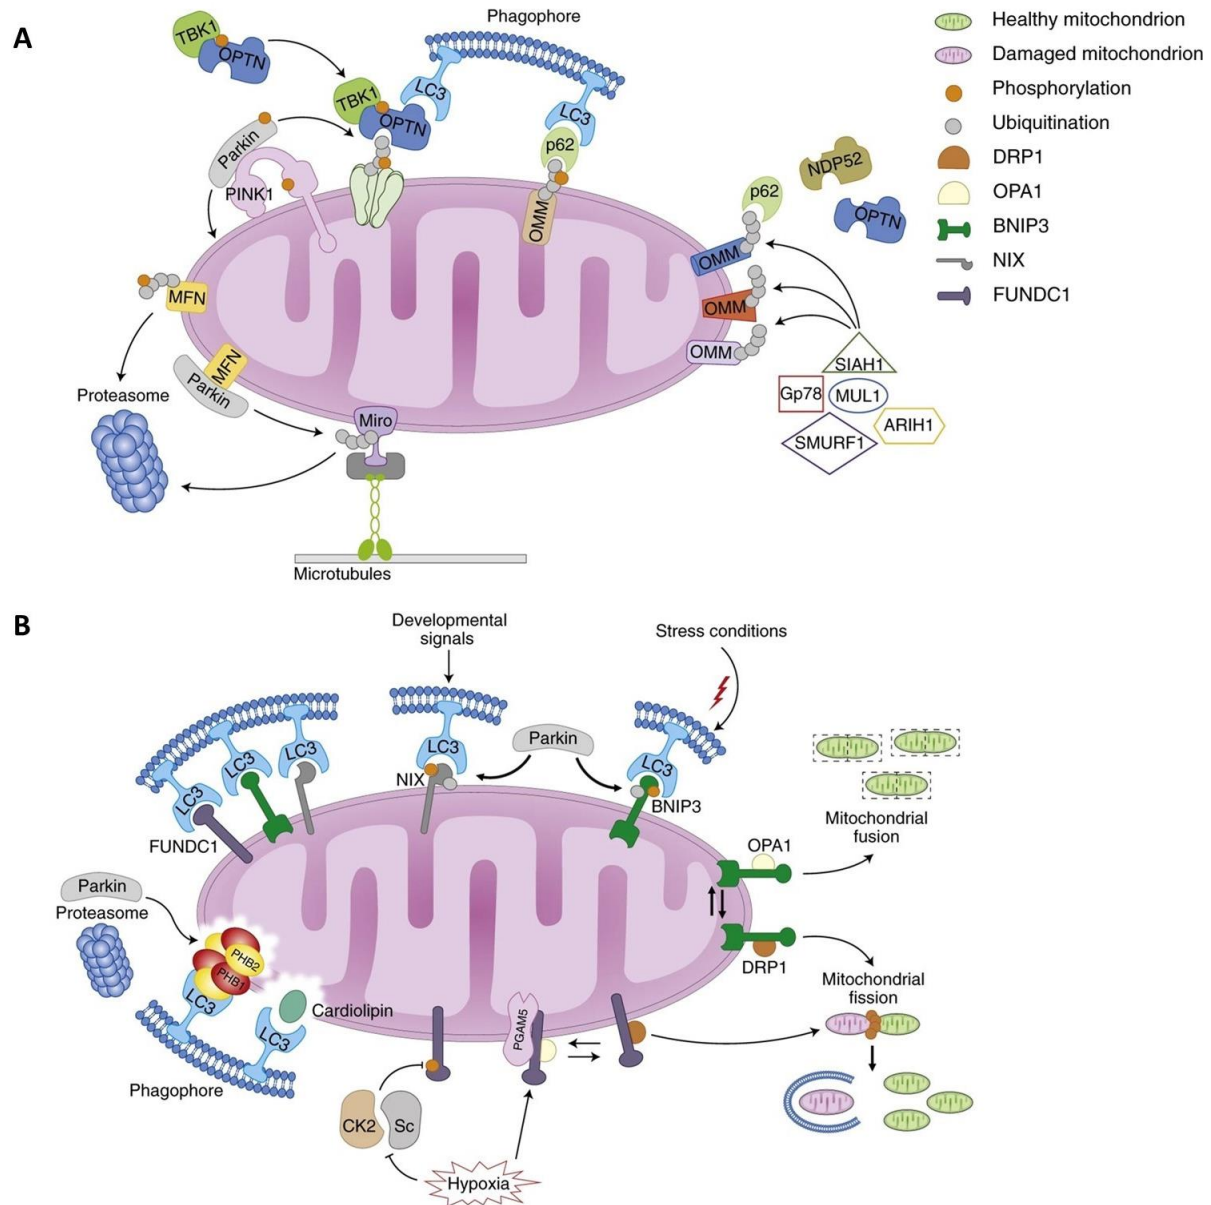 A
TBK1
OPTN
Phagophore
TBK1
OPTN
LC3
LC3
Parkin
PINK1
p62
OMM
p62
NDP52
OPTN
OMM
OMM
OMM
MFN
MFN
Parkin
Proteasome
Miro
SIAH1
Gp78
MUL1
ARIH1
SMURF1
Microtubules
Healthy mitochondrion
Damaged mitochondrion
Phosphorylation
Ubiquitination
DRP1
OPA1
BNIP3
NIX
FUNDC1
B
Developmental
signals
Stress conditions
LC3
LC3
LC3
LC3
Parkin
LC3
NIX
BNIP3
FUNDC1
Mitochondrial
fusion
OPA1
DRP1
Parkin
Proteasome
PHB2
PHB1
LC3
Cardiolipin
LC3
Phagophore
PGAM5
Mitochondrial
fission
CK2
Sc
Hypoxia